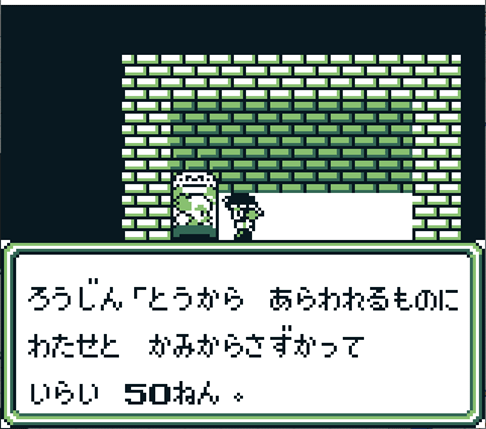 ろうじん「とうから　あらわれるものに
わたせと　かみからさずかって
いらい　50ねん。